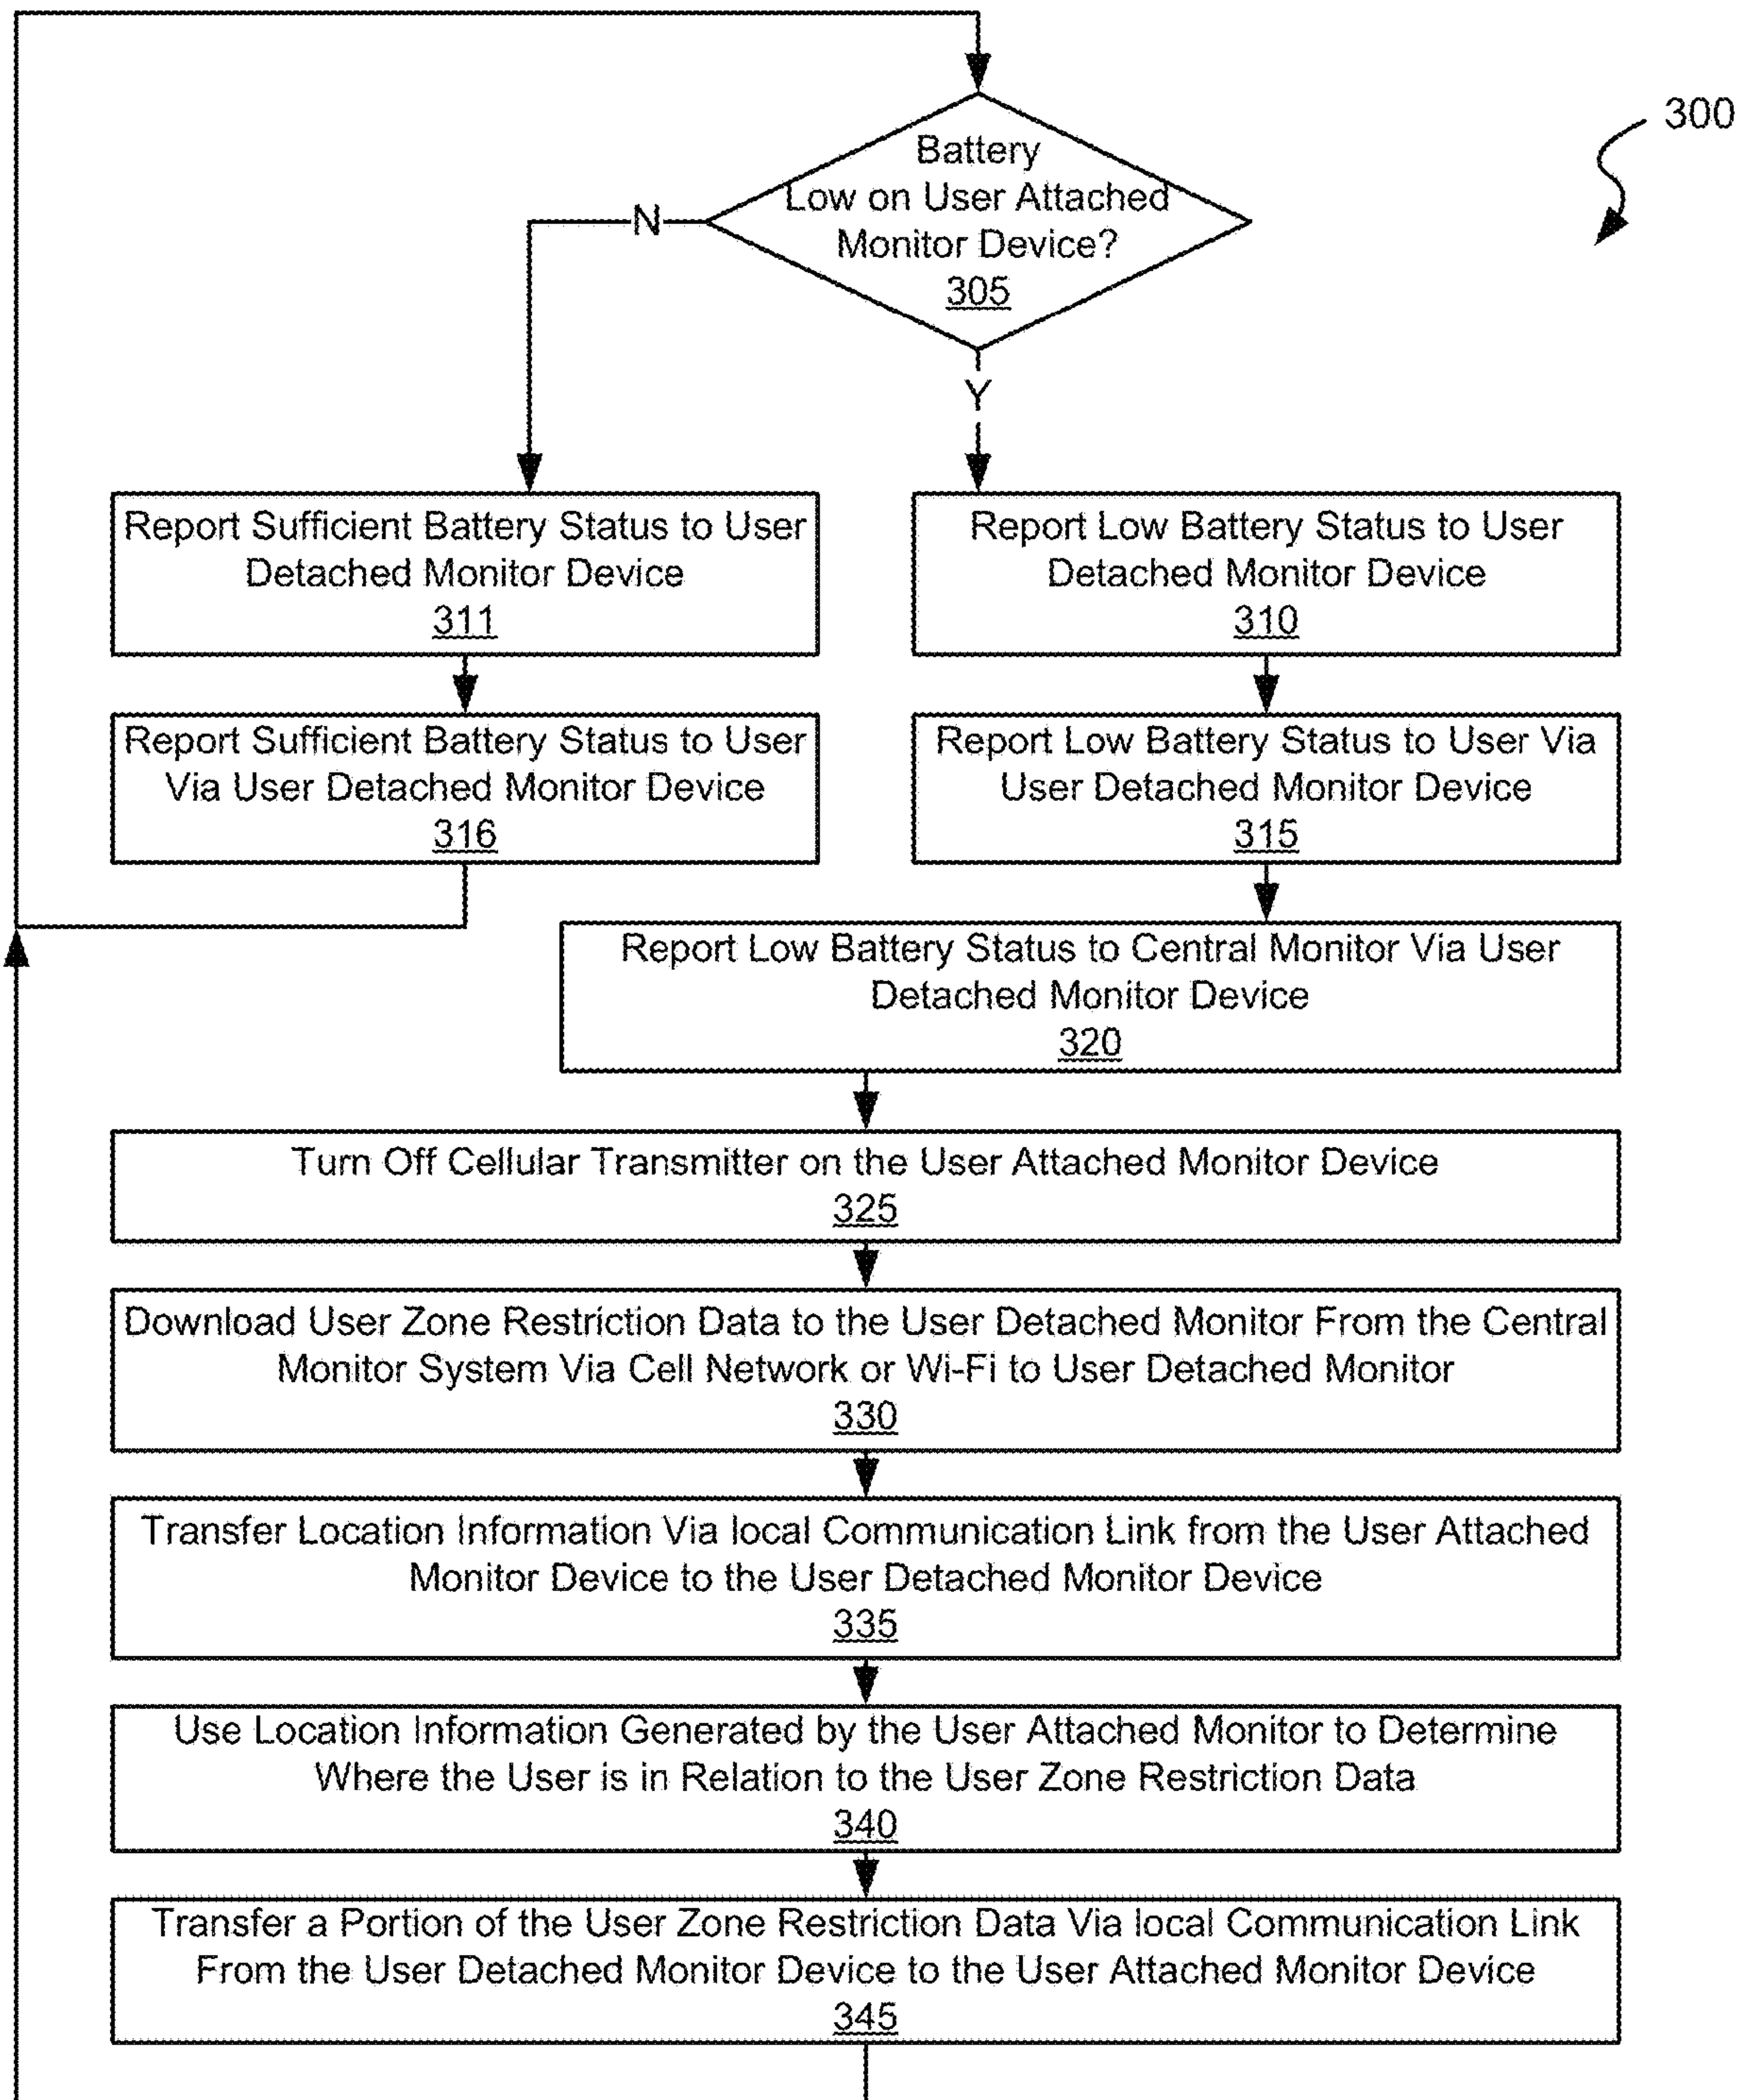 300
Battery
Low on User Attached
Monitor Device?
305
N
Y
Report Sufficient Battery Status to User
Detached Monitor Device
311
Report Low Battery Status to User
Detached Monitor Device
310
Report Sufficient Battery Status to User
Via User Detached Monitor Device
316
Report Low Battery Status to User Via
User Detached Monitor Device
315
Report Low Battery Status to Central Monitor Via User
Detached Monitor Device
320
Turn Off Cellular Transmitter on the User Attached Monitor Device
325
Download User Zone Restriction Data to the User Detached Monitor From the Central
Monitor System Via Cell Network or Wi-Fi to User Detached Monitor
330
Transfer Location Information Via local Communication Link from the User Attached
Monitor Device to the User Detached Monitor Device
335
Use Location Information Generated by the User Attached Monitor to Determine
Where the User is in Relation to the User Zone Restriction Data
340
Transfer a Portion of the User Zone Restriction Data Via local Communication Link
From the User Detached Monitor Device to the User Attached Monitor Device
345